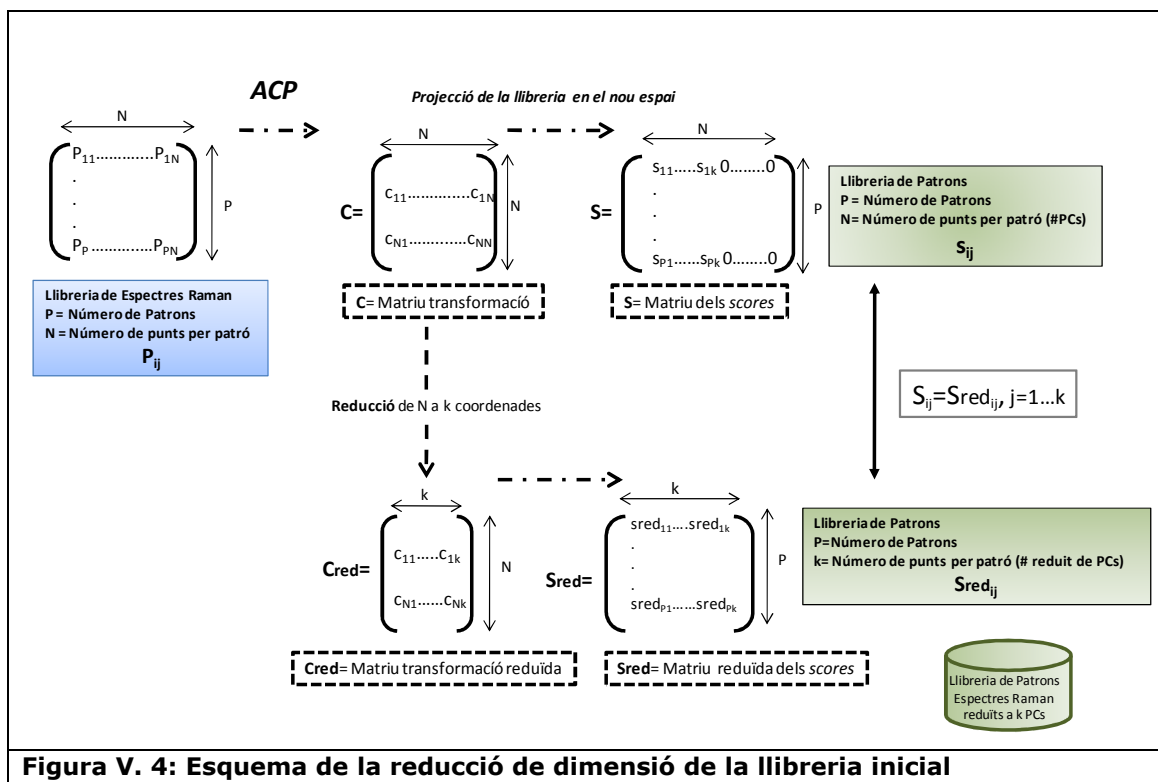 ACP
Projecció de la llibreria en el nou espai
N
P11.............P1N
.
.
.
PP.............PPN
P
Llibreria de Espectres Raman
P = Número de Patrons
N = Número de punts per patró
Pij
N
C=
c11...............c1N
cN1.............cNN
N
C= Matriu transformació
N
S=
s11.....s1k 0........0
.
.
.
sP1......sPk 0........0
P
S= Matriu dels scores
Llibreria de Patrons
P = Número de Patrons
N= Número de punts per patró (#PCs)
Sij
Reducció de N a k coordenades
Sij=Sredij, j=1...k
k
Cred=
c11.....c1k
cN1......cNk
N
Cred= Matriu transformació reduïda
k
Sred=
sred11....sred1k
.
.
.
sredP1......sredPk
P
Sred= Matriu reduïda dels scores
Llibreria de Patrons
P=Número de Patrons
k= Número de punts per patró (# reduit de PCs)
Sredij
Llibreria de Patrons
Espectres Raman
reduïts a k PCs
Figura V. 4: Esquema de la reducció de dimensió de la llibreria inicial